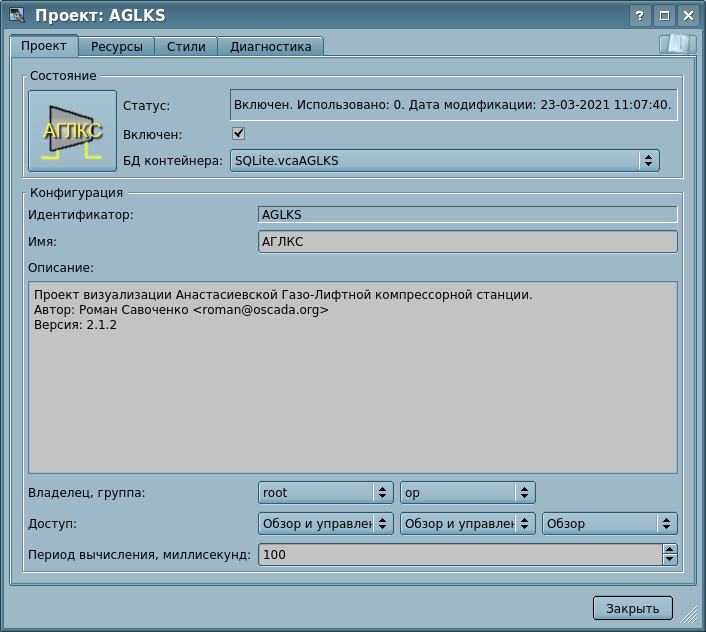 Проект: AGLKS
Проект Ресурсы Стили Диагностика
Состояние
АГЛКС
Статус: Включен. Использовано: 0. Дата модификации: 23-03-2021 11:07:40.
Включен:
БД контейнера: SQLite.vcaAGLKS
Конфигурация
Идентификатор: AGLKS
Имя: АГЛКС
Описание:
Проект визуализации Анастасиевской Газо-Лифтной компрессорной станции.
Автор: Роман Савоченко <roman@oscada.org>
Версия: 2.1.2
Владелец, группа: root op
Доступ: Обзор и управлен Обзор и управлен Обзор
Период вычисления, миллисекунд: 100
Закрыть